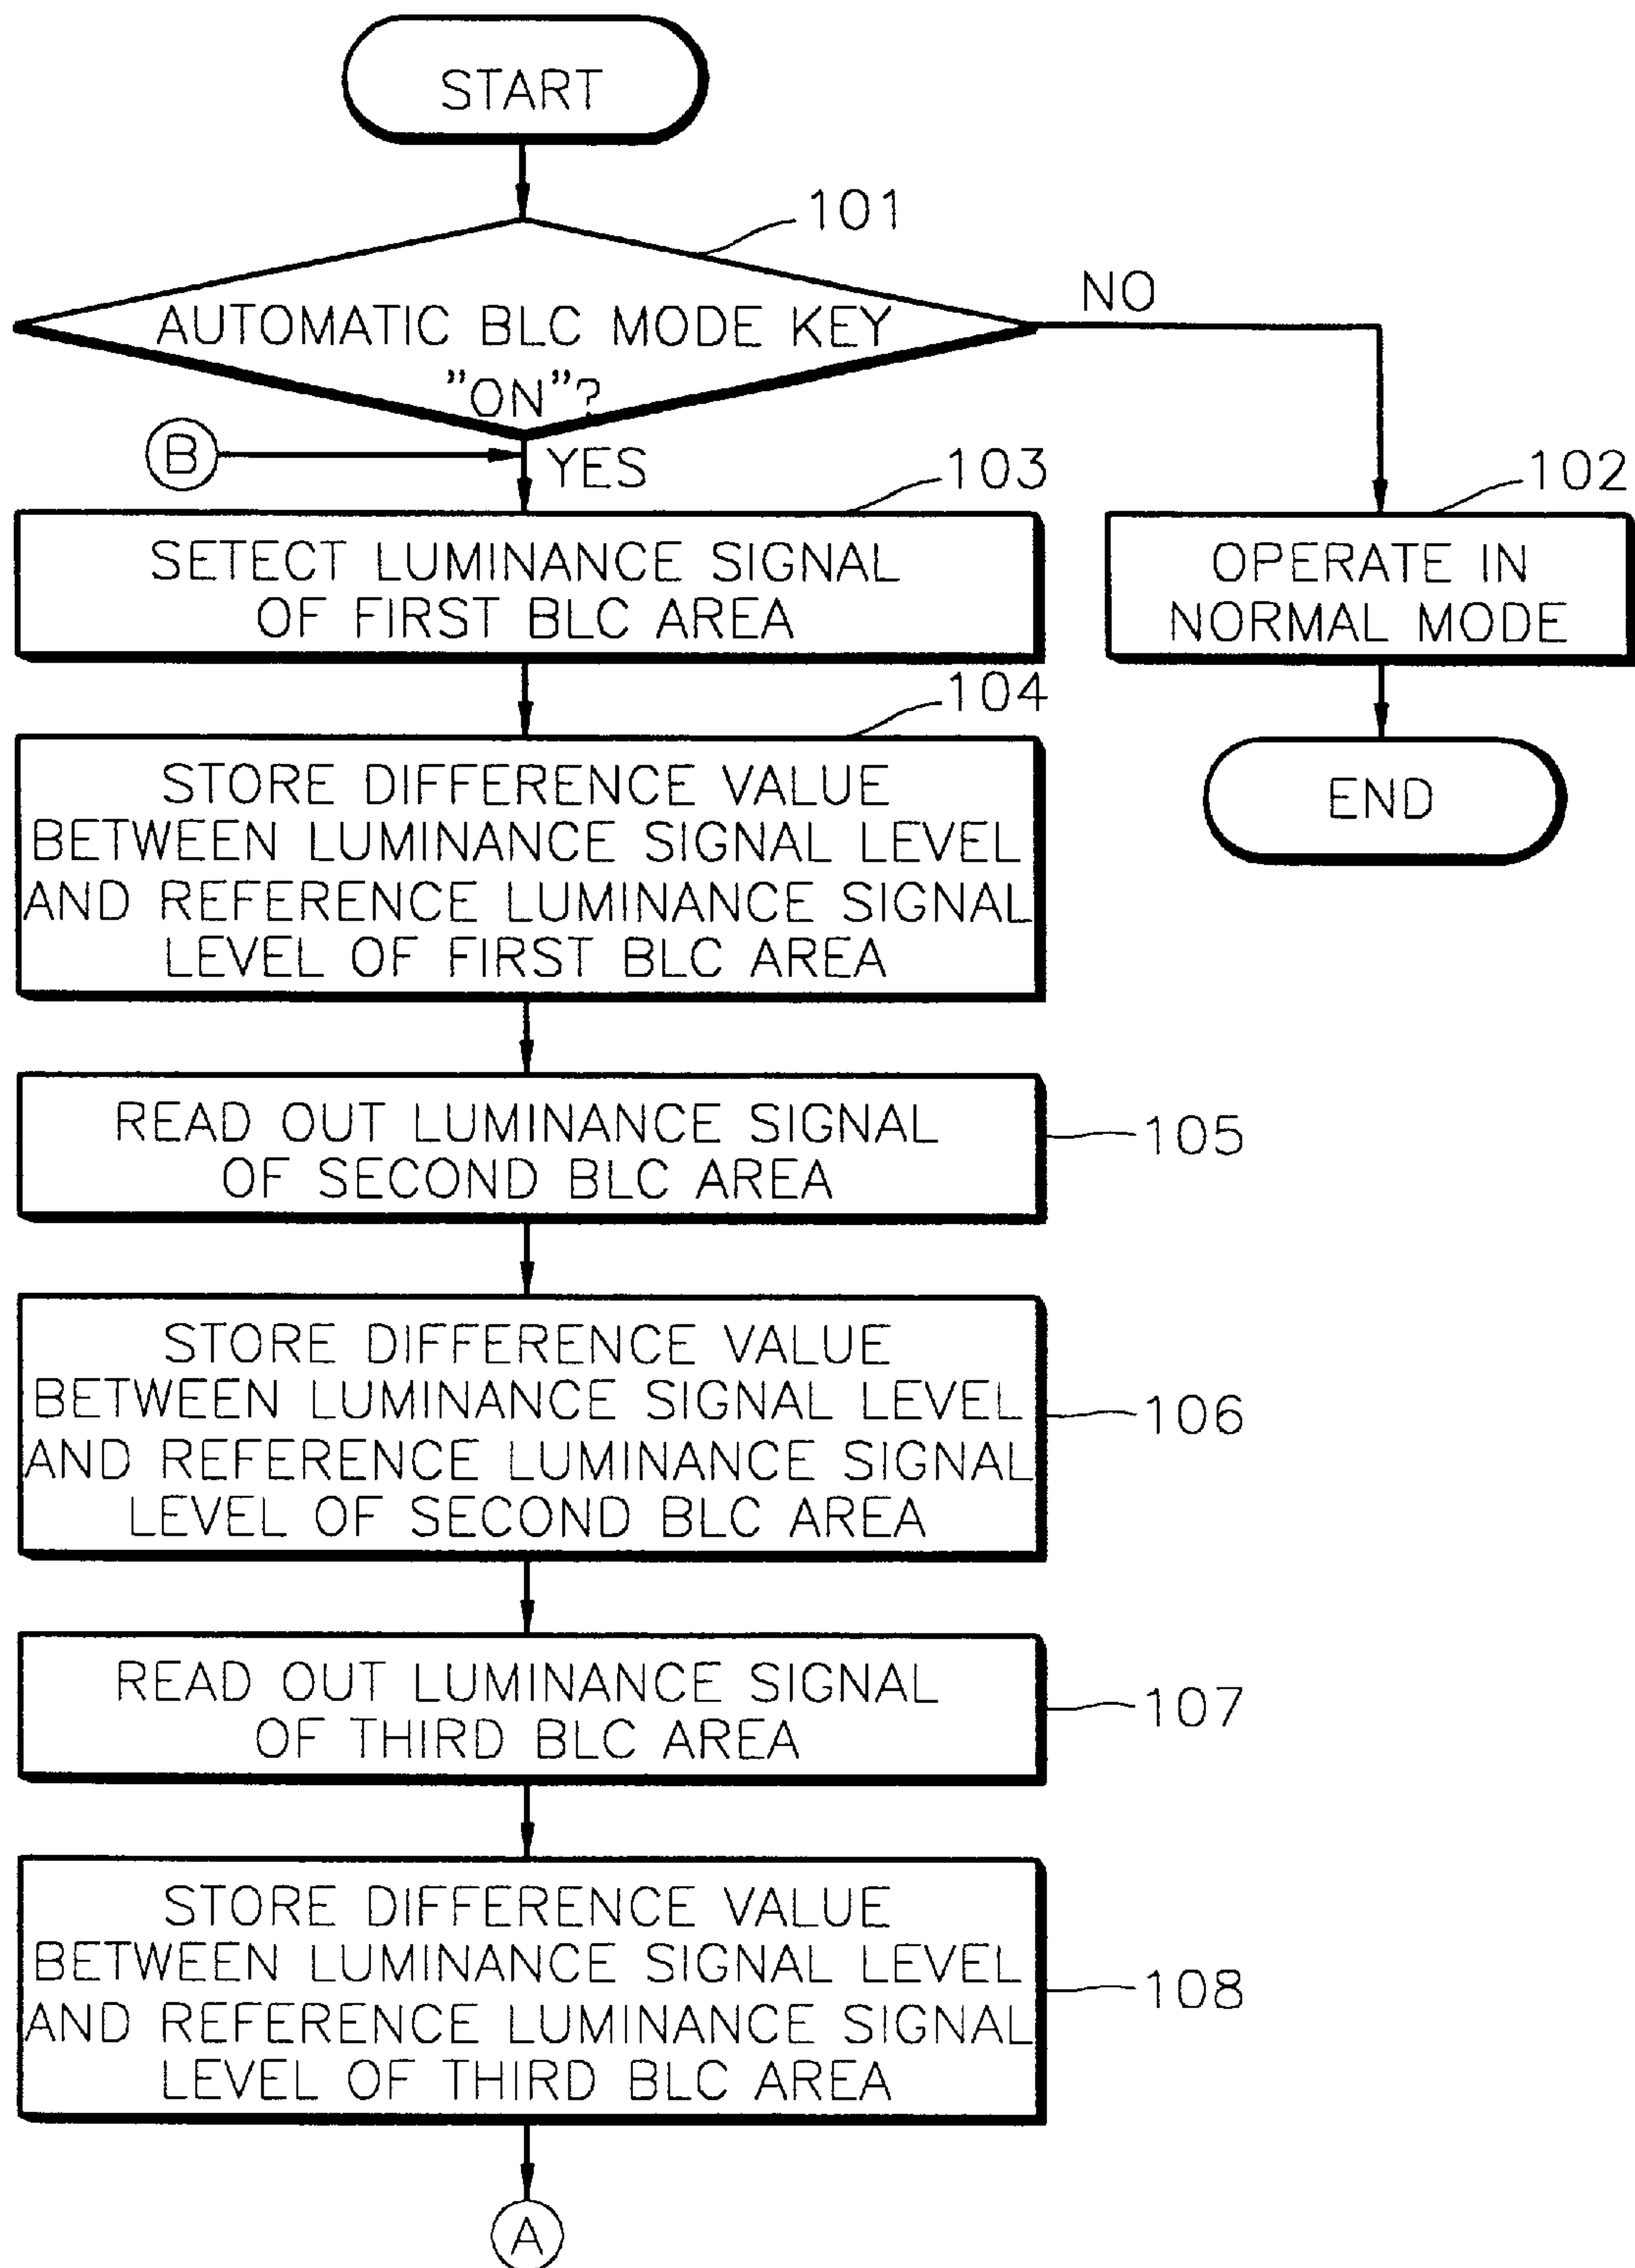 START
101
AUTOMATIC BLC MODE KEY
"ON"?
NO
B
YES
103
SETECT LUMINANCE SIGNAL
OF FIRST BLC AREA
102
OPERATE IN
NORMAL MODE
104
STORE DIFFERENCE VALUE
BETWEEN LUMINANCE SIGNAL LEVEL
AND REFERENCE LUMINANCE SIGNAL
LEVEL OF FIRST BLC AREA
END
READ OUT LUMINANCE SIGNAL
OF SECOND BLC AREA
105
STORE DIFFERENCE VALUE
BETWEEN LUMINANCE SIGNAL LEVEL
AND REFERENCE LUMINANCE SIGNAL
LEVEL OF SECOND BLC AREA
106
READ OUT LUMINANCE SIGNAL
OF THIRD BLC AREA
107
STORE DIFFERENCE VALUE
BETWEEN LUMINANCE SIGNAL LEVEL
AND REFERENCE LUMINANCE SIGNAL
LEVEL OF THIRD BLC AREA
108
A